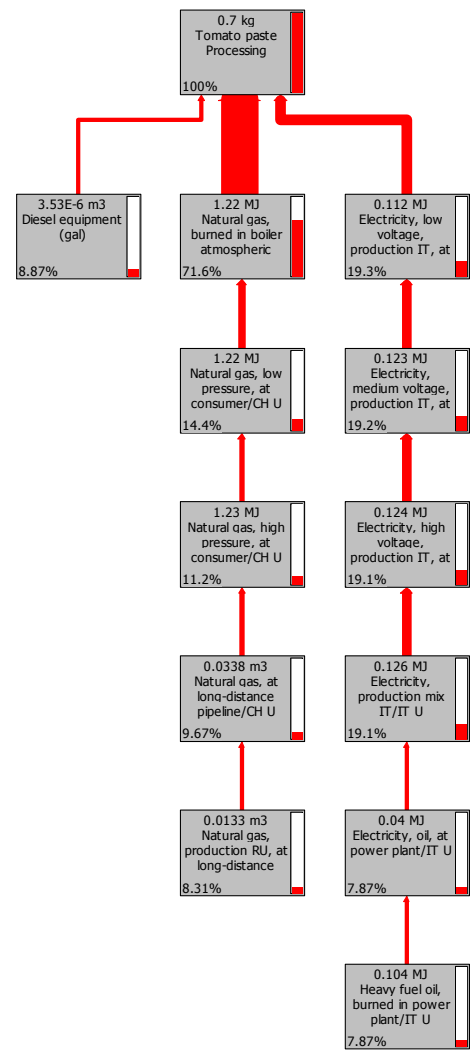 0.7 kg
Tomato paste
Processing
100%
3.53E-6 m3
Diesel equipment
(gal)
8.87%
1.22 MJ
Natural gas,
burned in boiler
atmospheric
71.6%
0.112 MJ
Electricity, low
voltage,
production IT, at
19.3%
1.22 MJ
Natural gas, low
pressure, at
consumer/CH U
14.4%
0.123 MJ
Electricity,
medium voltage,
production IT, at
19.2%
1.23 MJ
Natural gas, high
pressure, at
consumer/CH U
11.2%
0.124 MJ
Electricity, high
voltage,
production IT, at
19.1%
0.0338 m3
Natural gas, at
long-distance
pipeline/CH U
9.67%
0.126 MJ
Electricity,
production mix
IT/IT U
19.1%
0.0133 m3
Natural gas,
production RU, at
long-distance
8.31%
0.04 MJ
Electricity, oil, at
power plant/IT U
7.87%
0.104 MJ
Heavy fuel oil,
burned in power
plant/IT U
7.87%